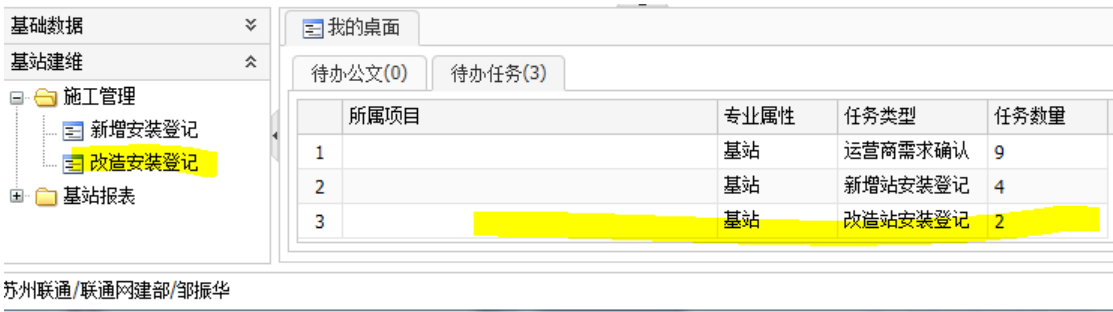 基础数据
基站建维
施工管理
新增安装登记
改造安装登记
基站报表
我的桌面
待办公文(0) 待办任务(3)
所属项目 专业属性 任务类型 任务数量
1 基站 运营商需求确认 9
2 基站 新增站安装登记 4
3 基站 改造站安装登记 2
苏州联通/联通网建部/邹振华